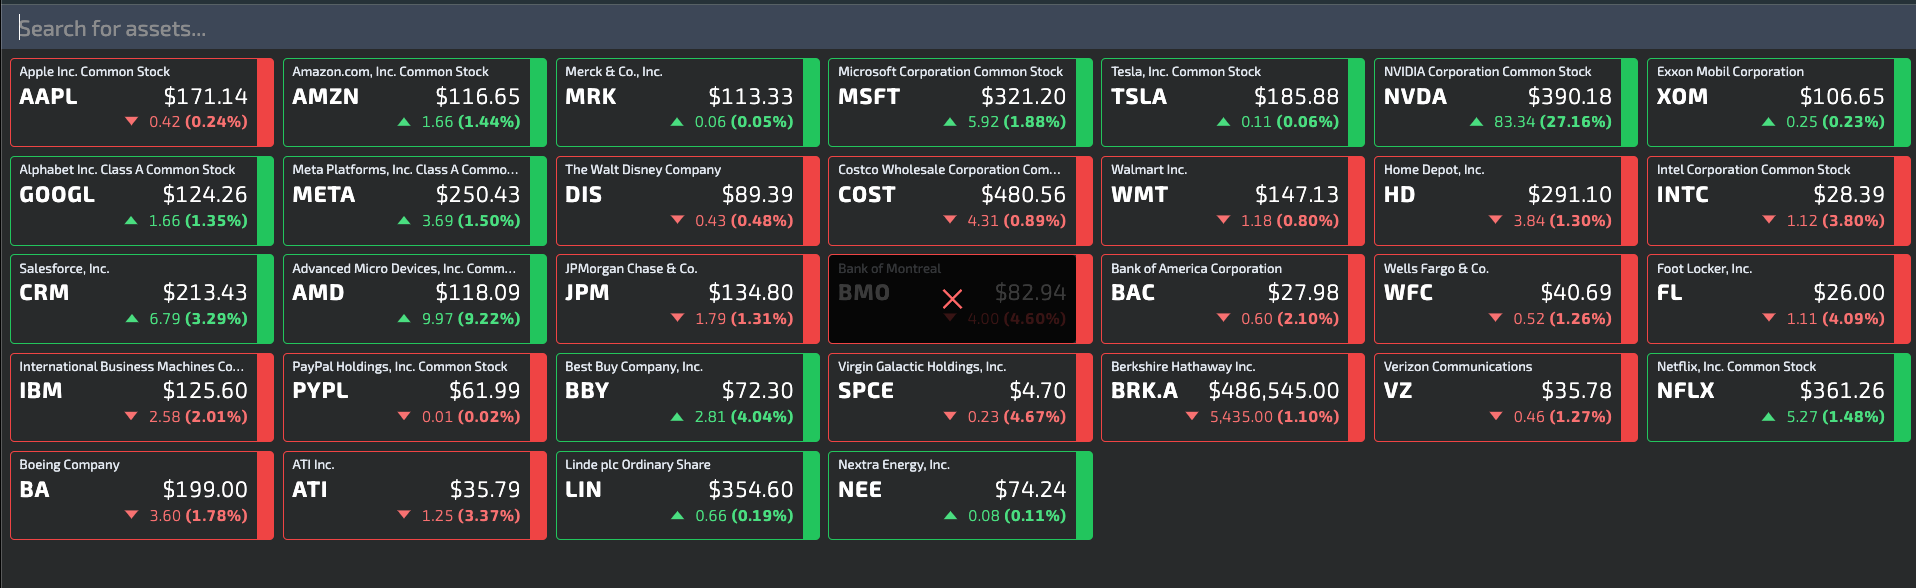 Search for assets...
Apple Inc. Common Stock
AAPL $171.14
▼ 0.42 (0.24%)
Amazon.com, Inc. Common Stock
AMZN $116.65
▲ 1.66 (1.44%)
Merck & Co., Inc.
MRK $113.33
▲ 0.06 (0.05%)
Microsoft Corporation Common Stock
MSFT $321.20
▲ 5.92 (1.88%)
Tesla, Inc. Common Stock
TSLA $185.88
▲ 0.11 (0.06%)
NVIDIA Corporation Common Stock
NVDA $390.18
▲ 83.34 (27.16%)
Exxon Mobil Corporation
XOM $106.65
▲ 0.25 (0.23%)
Alphabet Inc. Class A Common Stock
GOOGL $124.26
▲ 1.66 (1.35%)
Meta Platforms, Inc. Class A Commo...
META $250.43
▲ 3.69 (1.50%)
The Walt Disney Company
DIS $89.39
▼ 0.43 (0.48%)
Costco Wholesale Corporation Com...
COST $480.56
▼ 4.31 (0.89%)
Walmart Inc.
WMT $147.13
▼ 1.18 (0.80%)
Home Depot, Inc.
HD $291.10
▼ 3.84 (1.30%)
Intel Corporation Common Stock
INTC $28.39
▼ 1.12 (3.80%)
Salesforce, Inc.
CRM $213.43
▲ 6.79 (3.29%)
Advanced Micro Devices, Inc. Comm...
AMD $118.09
▲ 9.97 (9.22%)
JPMorgan Chase & Co.
JPM $134.80
▼ 1.79 (1.31%)
Bank of Montreal
BMO $82.94
▼ 4.00 (4.60%)
Bank of America Corporation
BAC $27.98
▼ 0.60 (2.10%)
Wells Fargo & Co.
WFC $40.69
▼ 0.52 (1.26%)
Foot Locker, Inc.
FL $26.00
▼ 1.11 (4.09%)
International Business Machines Co...
IBM $125.60
▼ 2.58 (2.01%)
PayPal Holdings, Inc. Common Stock
PYPL $61.99
▼ 0.01 (0.02%)
Best Buy Company, Inc.
BBY $72.30
▲ 2.81 (4.04%)
Virgin Galactic Holdings, Inc.
SPCE $4.70
▼ 0.23 (4.67%)
Berkshire Hathaway Inc.
BRK.A $486,545.00
▼ 5,435.00 (1.10%)
Verizon Communications
VZ $35.78
▼ 0.46 (1.27%)
Netflix, Inc. Common Stock
NFLX $361.26
▲ 5.27 (1.48%)
Boeing Company
BA $199.00
▼ 3.60 (1.78%)
ATI Inc.
ATI $35.79
▼ 1.25 (3.37%)
Linde plc Ordinary Share
LIN $354.60
▲ 0.66 (0.19%)
Nextra Energy, Inc.
NEE $74.24
▲ 0.08 (0.11%)